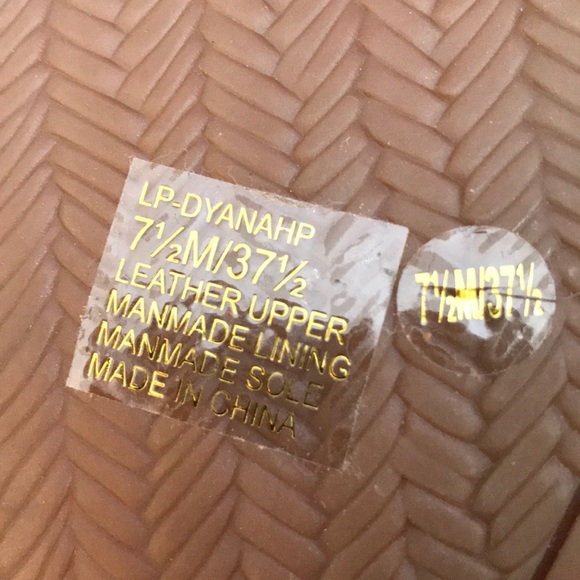 LP-DYANAHP
7½M/37½
LEATHER UPPER
MANMADE LINING
MANMADE SOLE
MADE IN CHINA
7½M/37½